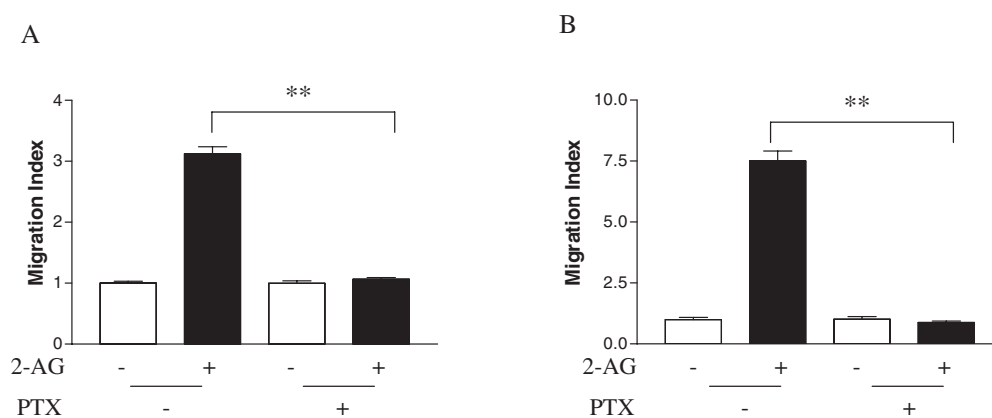 A
**
4
3
2
1
0
Migration Index
2-AG - + - +
PTX - +
B
**
10.0
7.5
5.0
2.5
0.0
Migration Index
2-AG - + - +
PTX - +